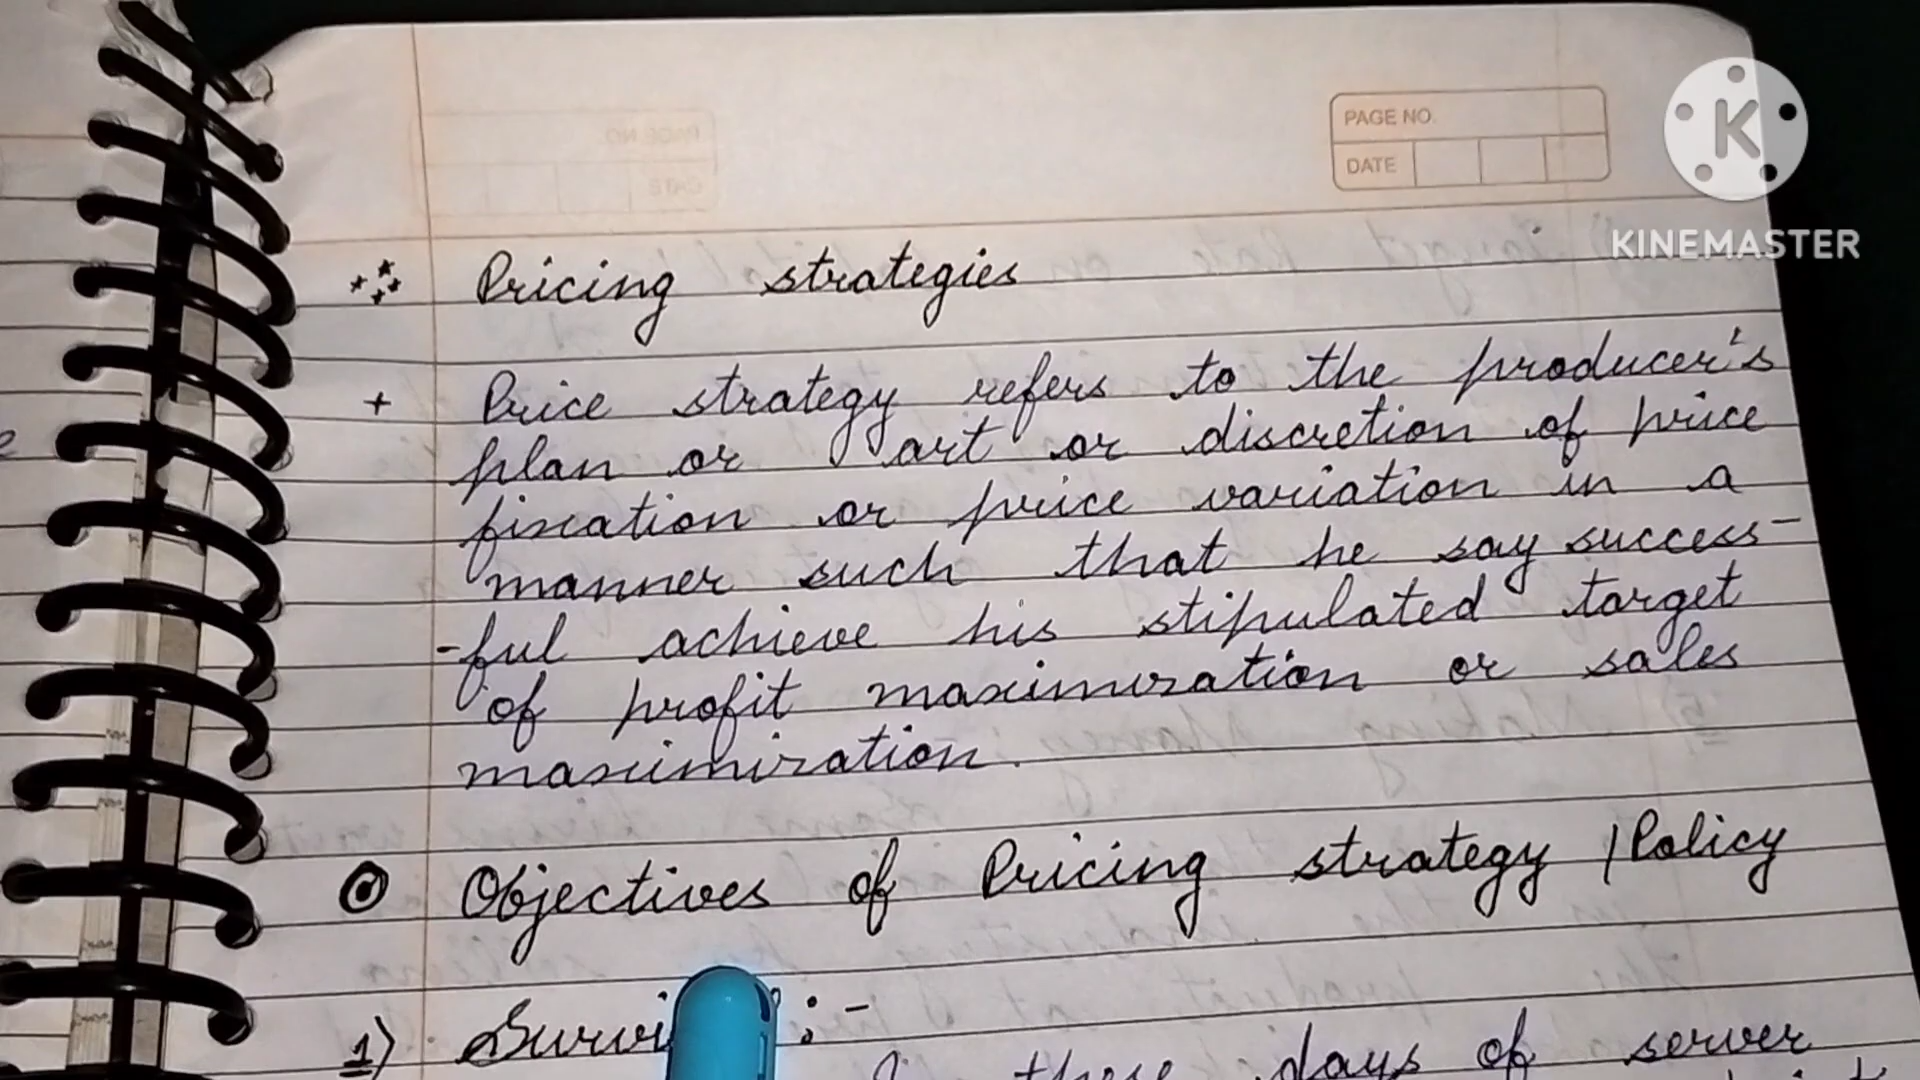 PAGE NO.
DATE
KINEMASTER
Pricing strategies
+ Price strategy refers to the producer's
plan or art or discretion of price
fixation or price variation in a
manner such that he say success-
-ful achieve his stipulated target
of profit maximization or sales
maximization.
Objectives of Pricing strategy / Policy
1) Survi :-
these days of server